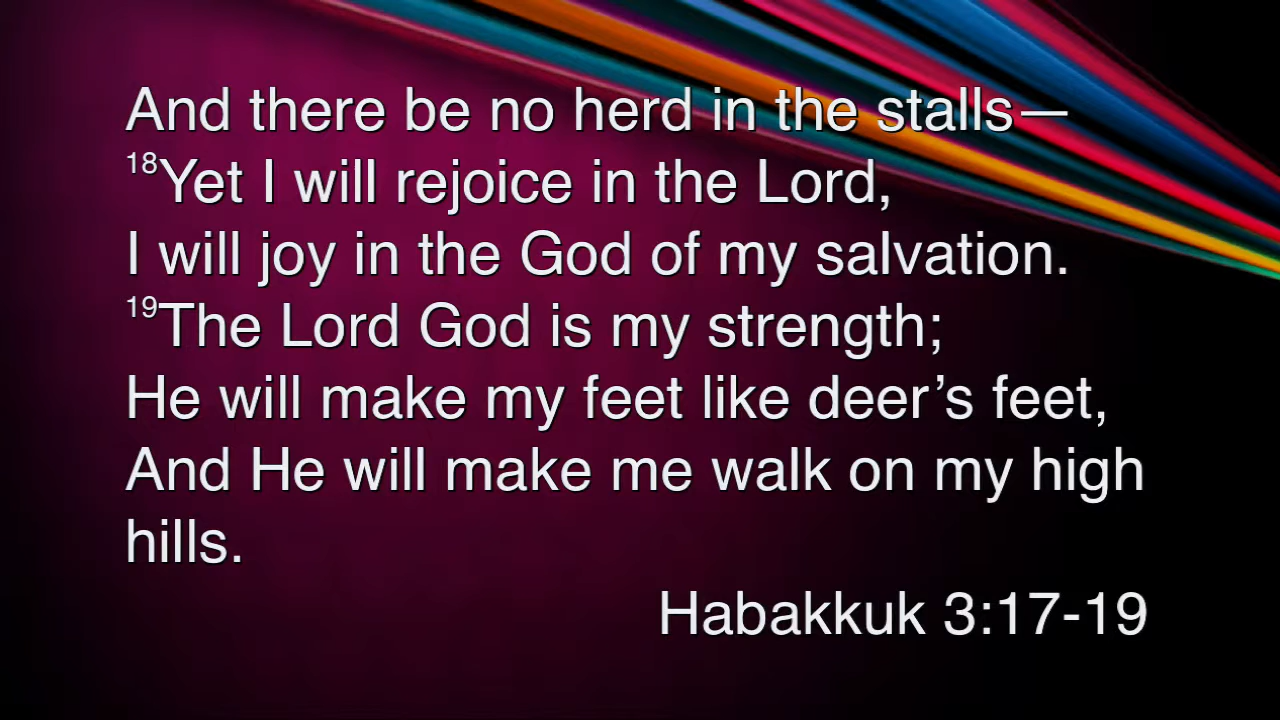 And there be no herd in the stalls—
18Yet I will rejoice in the Lord,
I will joy in the God of my salvation.
19The Lord God is my strength;
He will make my feet like deer’s feet,
And He will make me walk on my high
hills.
Habakkuk 3:17-19